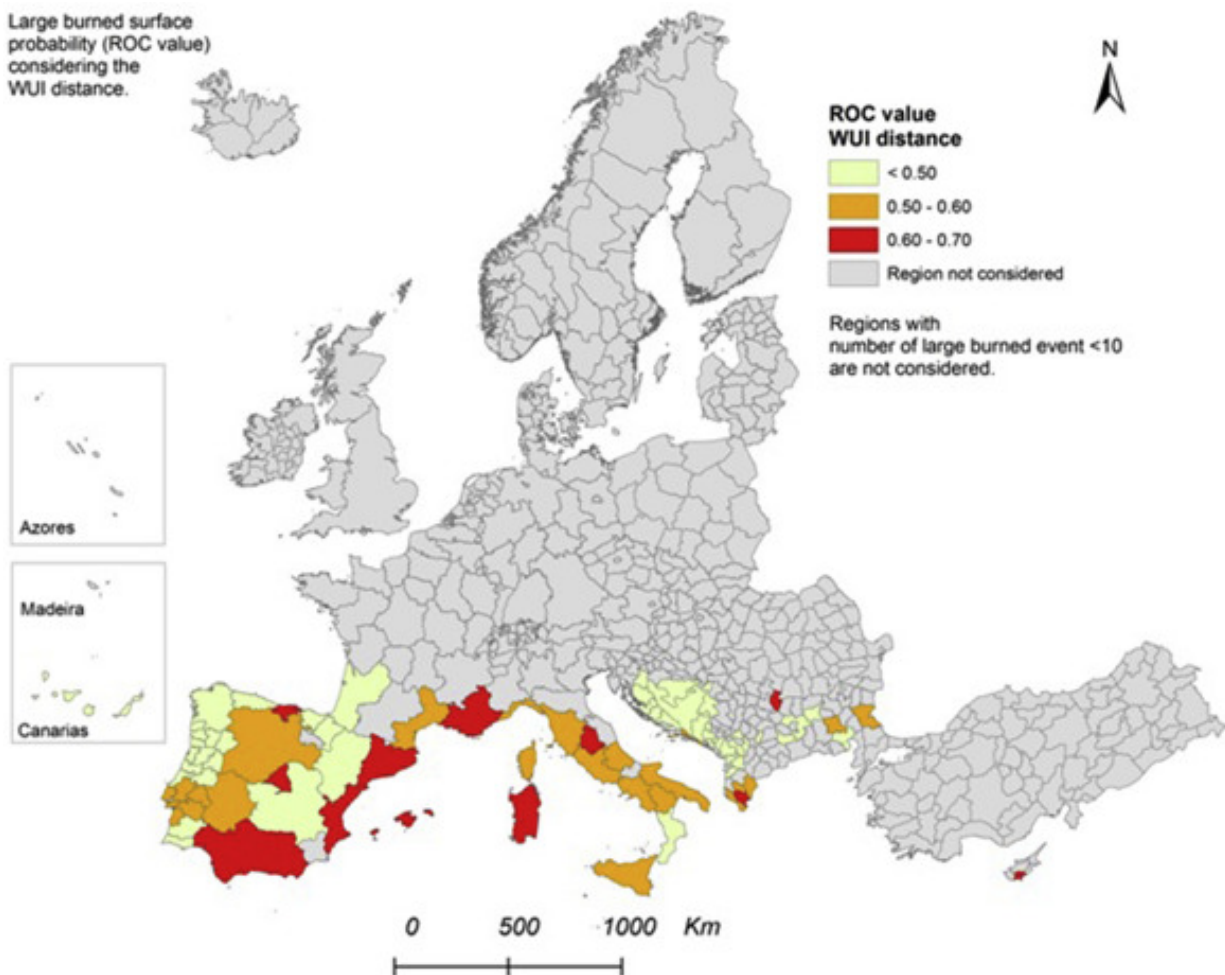 Large burned surface
probability (ROC value)
considering the
WUI distance.
N
ROC value
WUI distance
< 0.50
0.50 - 0.60
0.60 - 0.70
Region not considered
Regions with
number of large burned event <10
are not considered.
Azores
Madeira
Canarias
0 500 1000 Km